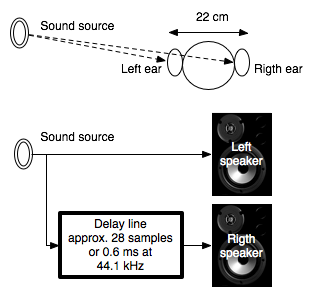 22 cm
Sound source
Left ear
Rigth ear
Sound source
Left
speaker
Delay line
approx. 28 samples
or 0.6 ms at
44.1 kHz
Rigth
speaker